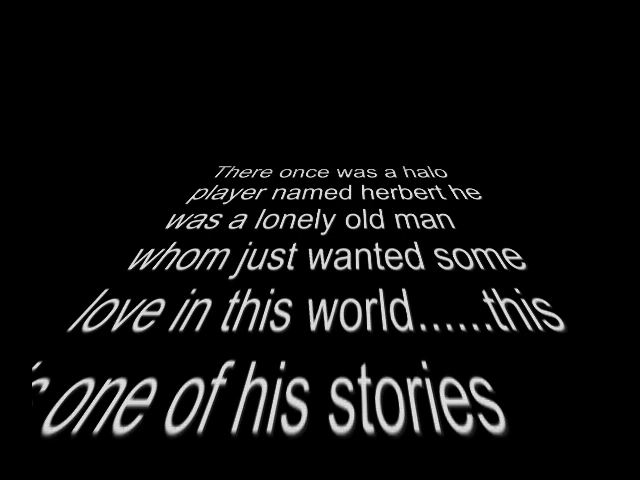 There once was a halo
player named herbert he
was a lonely old man
whom just wanted some
love in this world......this
one of his stories